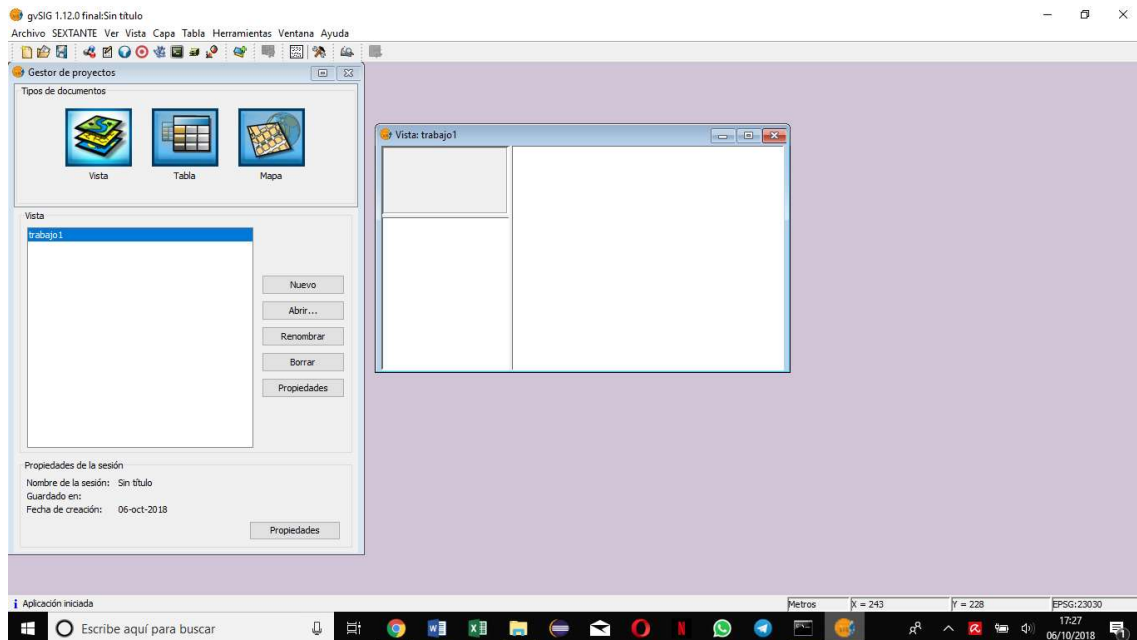 gvSIG 1.12.0 final:Sin título
Archivo SEXTANTE Ver Vista Capa Tabla Herramientas Ventana Ayuda
Gestor de proyectos
Tipos de documentos
Vista Tabla Mapa
Vista
trabajo1
Nuevo
Abrir...
Renombrar
Borrar
Propiedades
Propiedades de la sesión
Nombre de la sesión: Sin título
Guardado en:
Fecha de creación: 06-oct-2018
Propiedades
Vista: trabajo1
Aplicación iniciada
Metros X = 243 Y = 228 EPSG:23030
Escribe aquí para buscar
17:27
06/10/2018